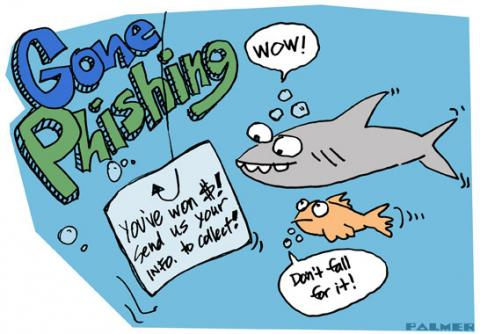 Gone
Phishing
WOW!
You've won $!
Send us your
INFO. to collect!
Don't fall
for it!
PALMER